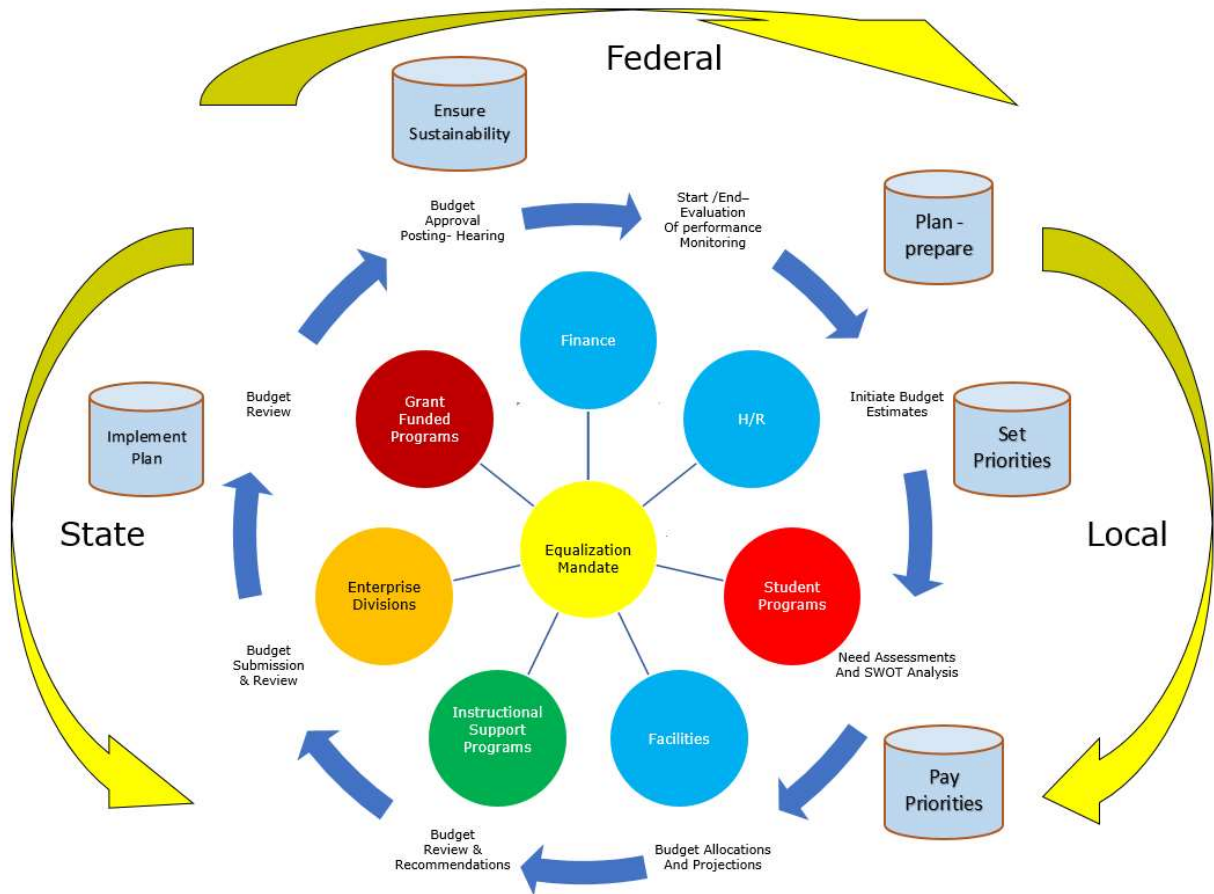 Federal
Ensure
Sustainability
Budget
Approval
Posting- Hearing
Start /End–
Evaluation
Of performance
Monitoring
Plan -
prepare
Finance
Grant
Funded
Programs
H/R
Budget
Review
Implement
Plan
Initiate Budget
Estimates
Set
Priorities
State
Local
Equalization
Mandate
Enterprise
Divisions
Student
Programs
Budget
Submission
& Review
Need Assessments
And SWOT Analysis
Instructional
Support
Programs
Facilities
Pay
Priorities
Budget
Review &
Recommendations
Budget Allocations
And Projections